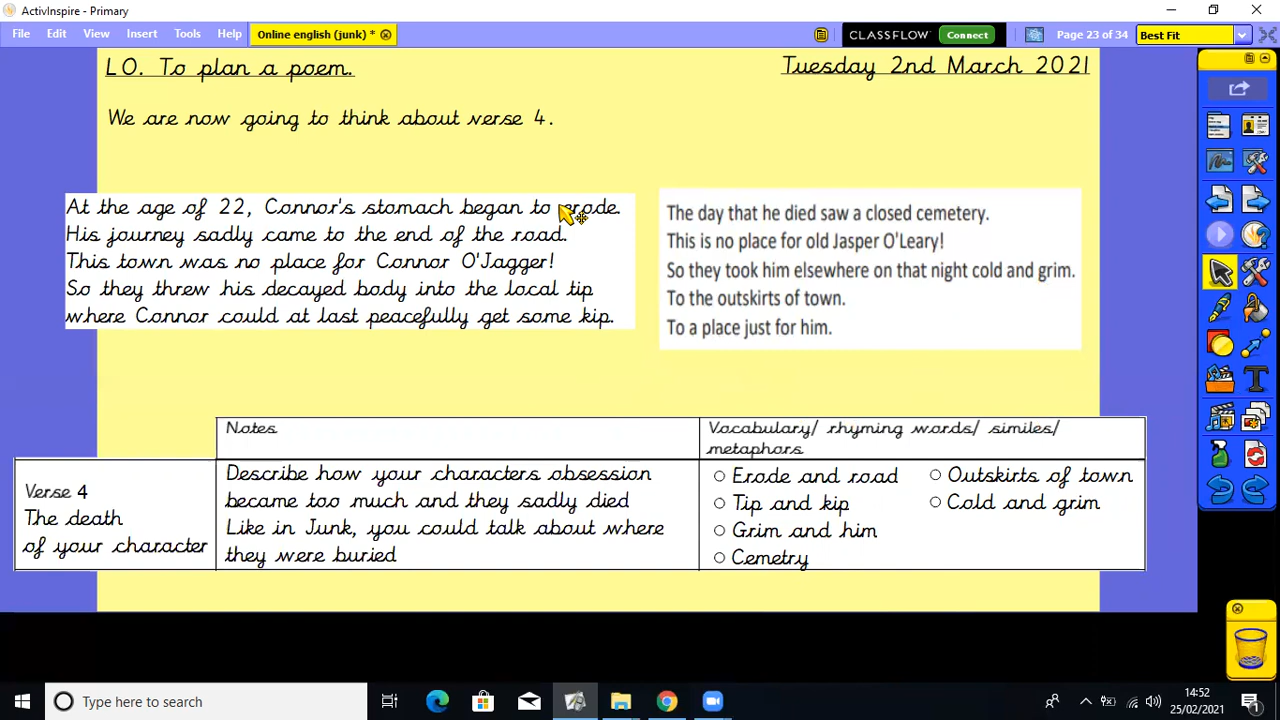 ActivInspire - Primary
File Edit View Insert Tools Help Online english (junk) * CLASSFLOW Connect Page 23 of 34 Best Fit
LO. To plan a poem. Tuesday 2nd March 2021
We are now going to think about verse 4.
At the age of 22, Connor's stomach began to erode.
His journey sadly came to the end of the road.
This town was no place for Connor O'Jagger!
So they threw his decayed body into the local tip
where Connor could at last peacefully get some kip.
The day that he died saw a closed cemetery.
This is no place for old Jasper O'Leary!
So they took him elsewhere on that night cold and grim.
To the outskirts of town.
To a place just for him.
Notes
Vocabulary/ rhyming words/ similes/
metaphors
Verse 4
The death
of your character
Describe how your characters obsession
became too much and they sadly died
Like in Junk, you could talk about where
they were buried
Erode and road
Tip and kip
Grim and him
Cemetry
Outskirts of town
Cold and grim
Type here to search
14:52
25/02/2021